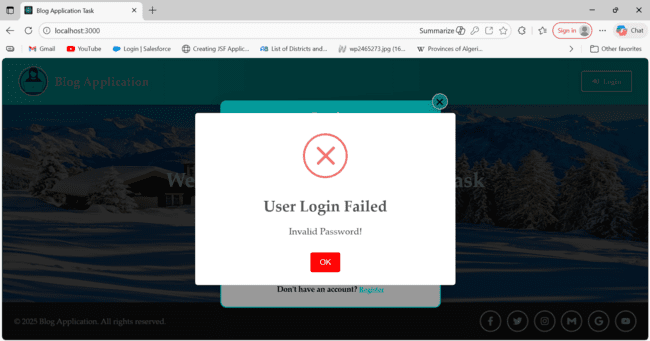 Blog Application Task
localhost:3000
Summarize
Sign in
Chat
Gmail
YouTube
Login | Salesforce
Creating JSF Applic...
List of Districts and...
wp2465273.jpg (16...
Provinces of Algeri...
Other favorites
Blog Application
Login
User Login Failed
Invalid Password!
OK
Don't have an account? Register
© 2025 Blog Application. All rights reserved.